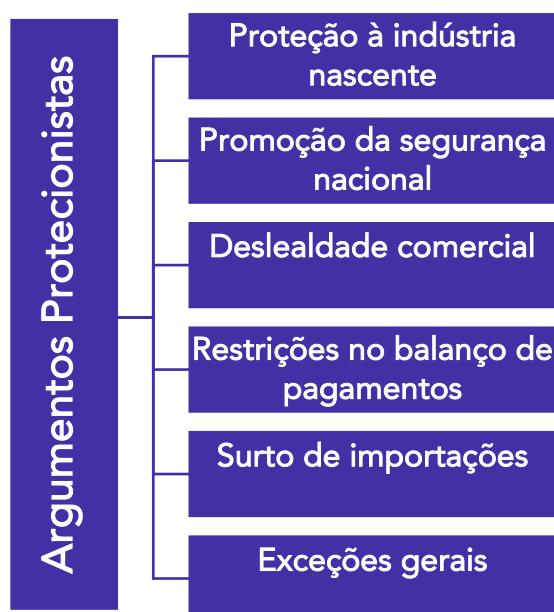 Argumentos Protecionistas
Proteção à indústria
nascente
Promoção da segurança
nacional
Deslealdade comercial
Restrições no balanço de
pagamentos
Surto de importações
Exceções gerais